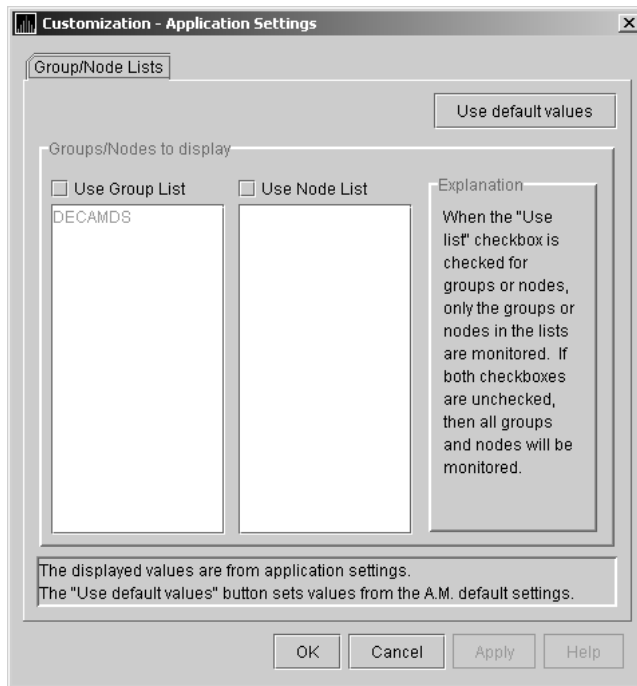 Customization - Application Settings
Group/Node Lists
Use default values
Groups/Nodes to display
Use Group List
Use Node List
Explanation
DECAMDS
When the "Use
list" checkbox is
checked for
groups or nodes,
only the groups or
nodes in the lists
are monitored. If
both checkboxes
are unchecked,
then all groups
and nodes will be
monitored.
The displayed values are from application settings.
The "Use default values" button sets values from the A.M. default settings.
OK
Cancel
Apply
Help